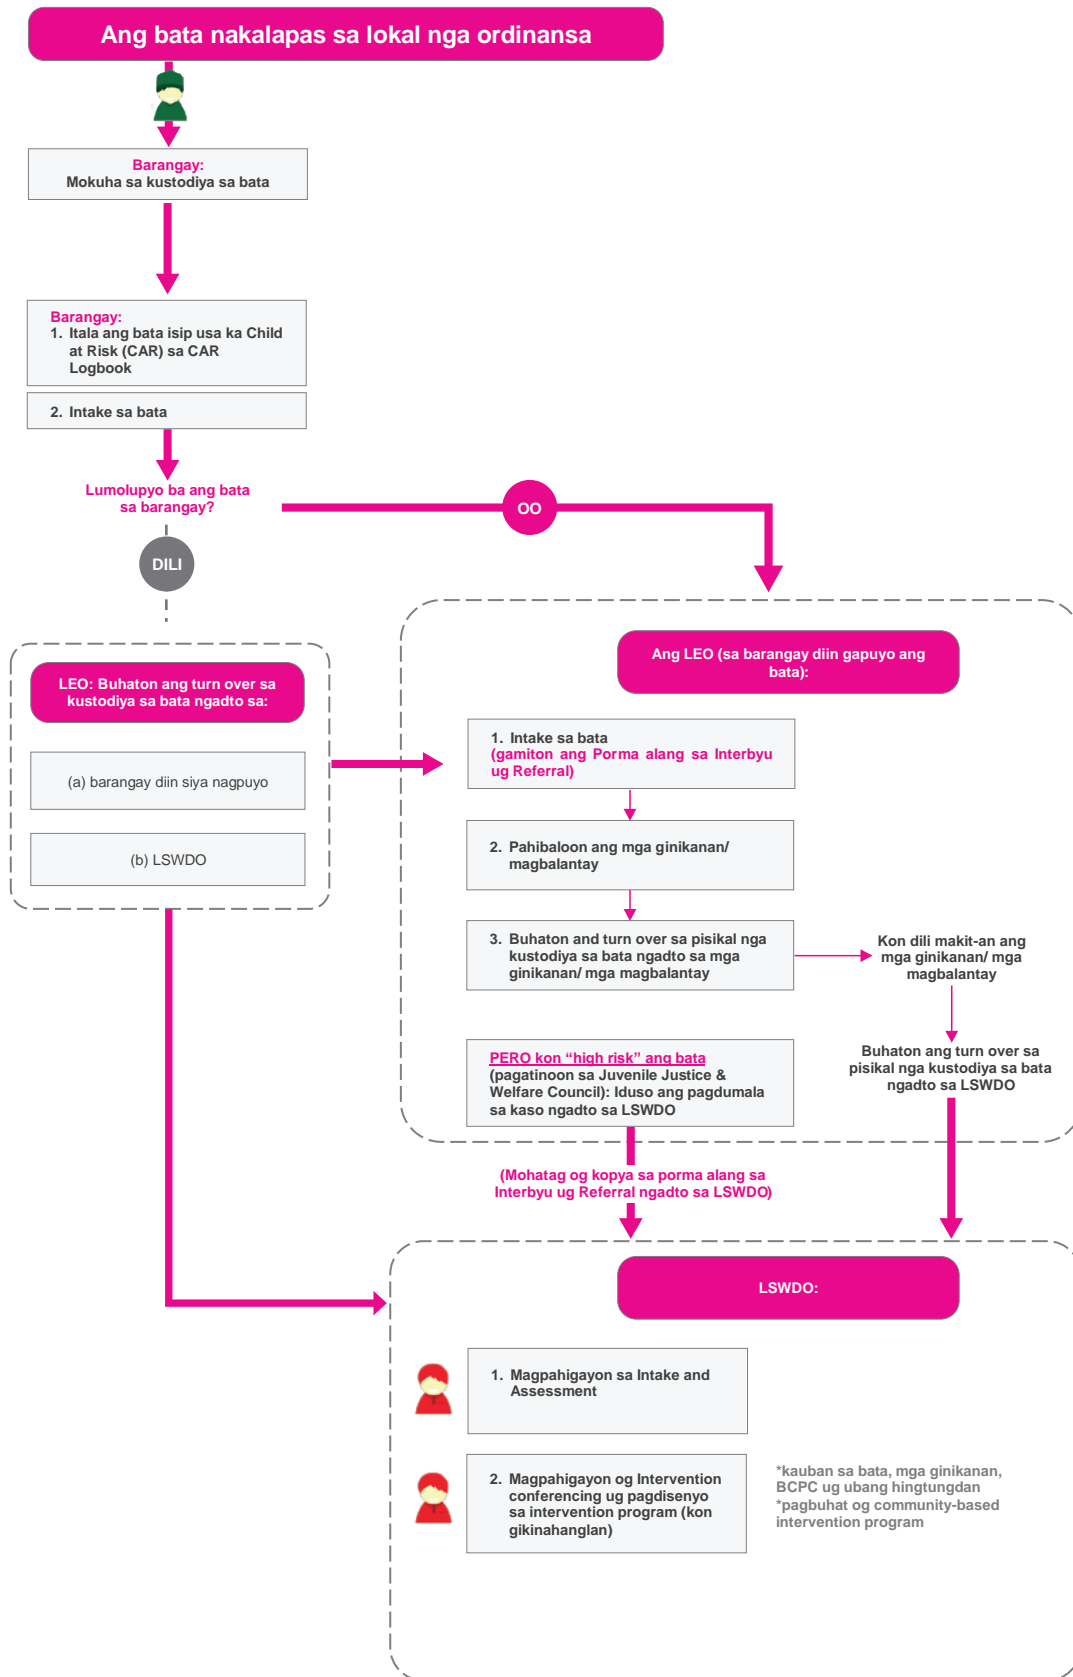 Ang bata nakalapas sa lokal nga ordinansa
Barangay:
Mokuha sa kustodiya sa bata
Barangay:
1. Itala ang bata isip usa ka Child
at Risk (CAR) sa CAR
Logbook
2. Intake sa bata
Lumolupyo ba ang bata
sa barangay?
OO
DILI
LEO: Buhaton ang turn over sa
kustodiya sa bata ngadto sa:
(a) barangay diin siya nagpuyo
(b) LSWDO
Ang LEO (sa barangay diin gapuyo ang
bata):
1. Intake sa bata
(gamiton ang Porma alang sa Interbyu
ug Referral)
2. Pahibaloon ang mga ginikanan/
magbalantay
3. Buhaton and turn over sa pisikal nga
kustodiya sa bata ngadto sa mga
ginikanan/ mga magbalantay
Kon dili makit-an ang
mga ginikanan/ mga
magbalantay
Buhaton ang turn over sa
pisikal nga kustodiya sa bata
ngadto sa LSWDO
PERO kon “high risk” ang bata
(pagatinoon sa Juvenile Justice &
Welfare Council): Iduso ang pagdumala
sa kaso ngadto sa LSWDO
(Mohatag og kopya sa porma alang sa
Interbyu ug Referral ngadto sa LSWDO)
LSWDO:
1. Magpahigayon sa Intake and
Assessment
2. Magpahigayon og Intervention
conferencing ug pagdisenyo
sa intervention program (kon
gikinahanglan)
*kauban sa bata, mga ginikanan,
BCPC ug ubang hingtungdan
*pagbuhat og community-based
intervention program